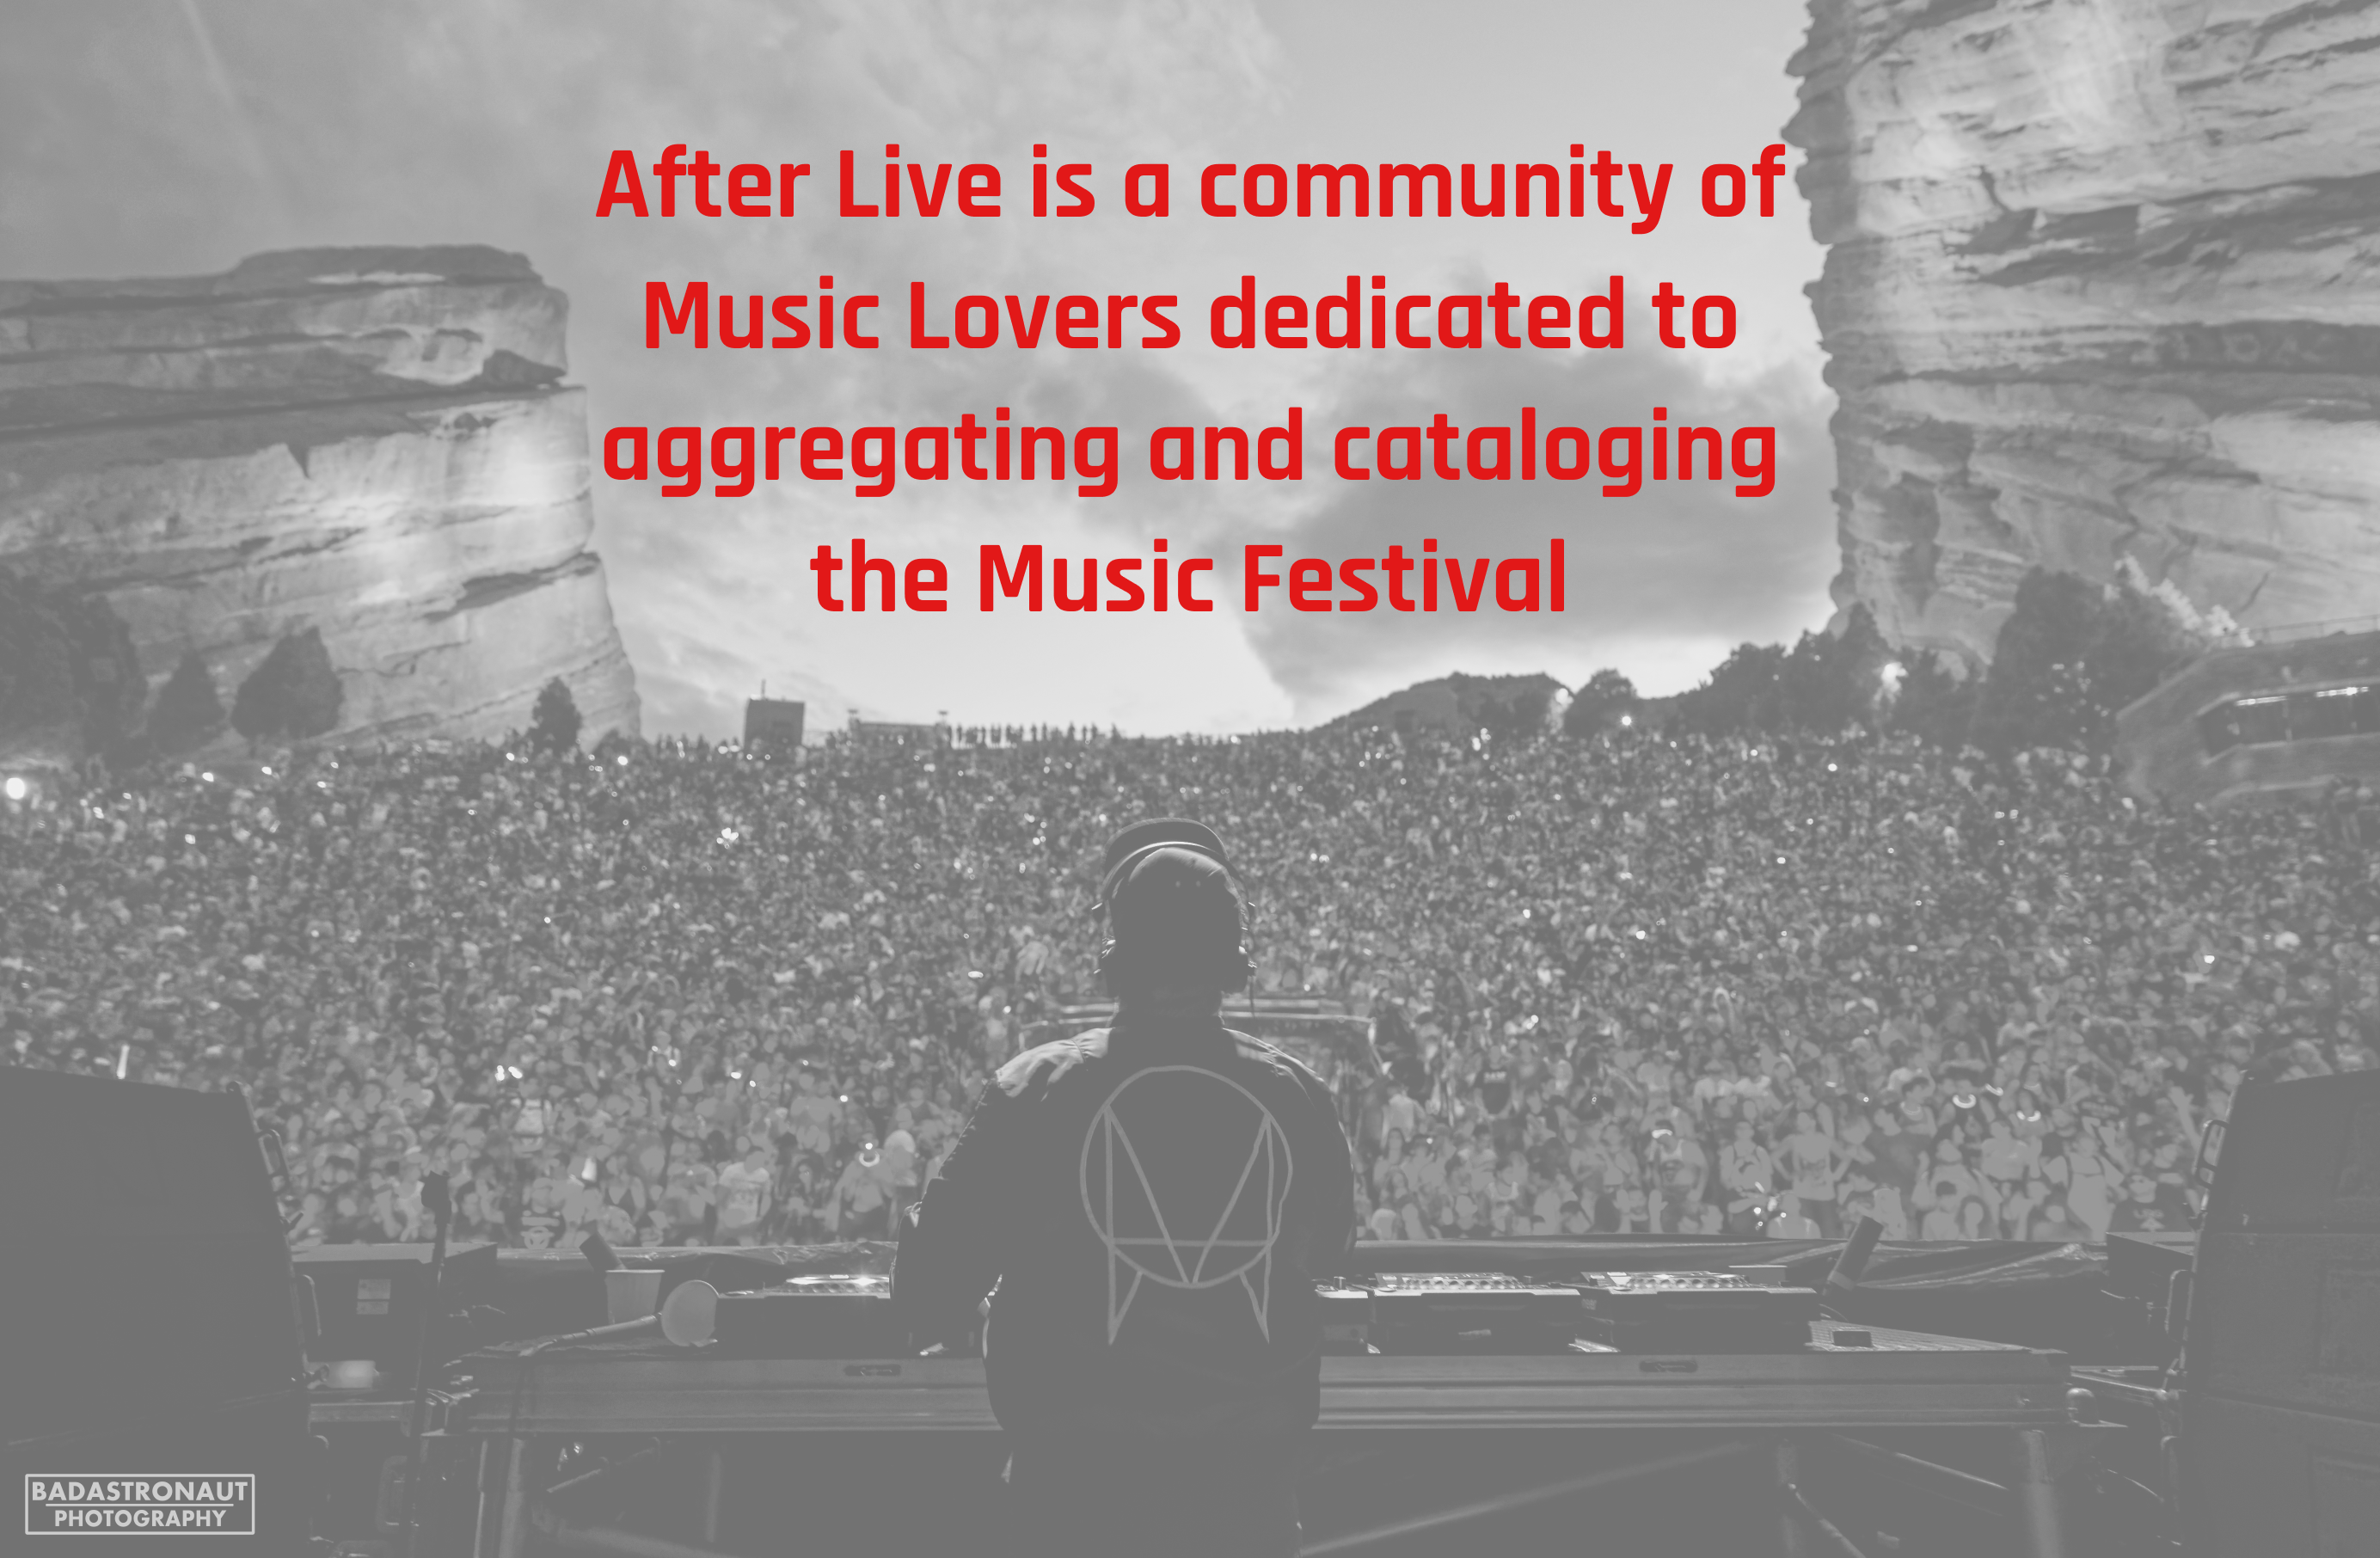 After Live is a community of
Music Lovers dedicated to
aggregating and cataloging
the Music Festival
BADASTRONAUT
PHOTOGRAPHY